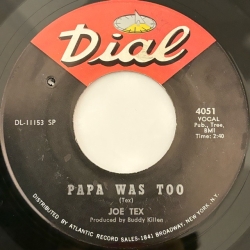 Dial
DL-11153 SP
4051
VOCAL
Pub., Tree,
BMI
Time: 2:40
PAPA WAS TOO
(Tex)
JOE TEX
Produced by Buddy Killen
DISTRIBUTED BY ATLANTIC RECORD SALES-1841 BROADWAY, NEW YORK, N.Y.